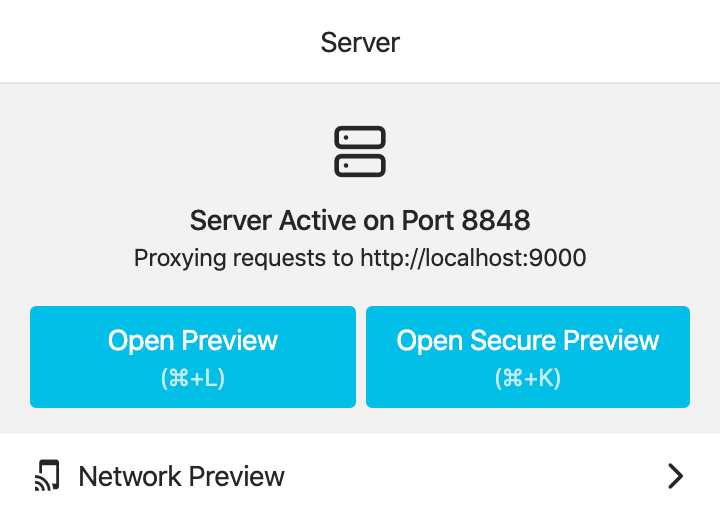 Server
Server Active on Port 8848
Proxying requests to http://localhost:9000
Open Preview
(⌘+L)
Open Secure Preview
(⌘+K)
Network Preview